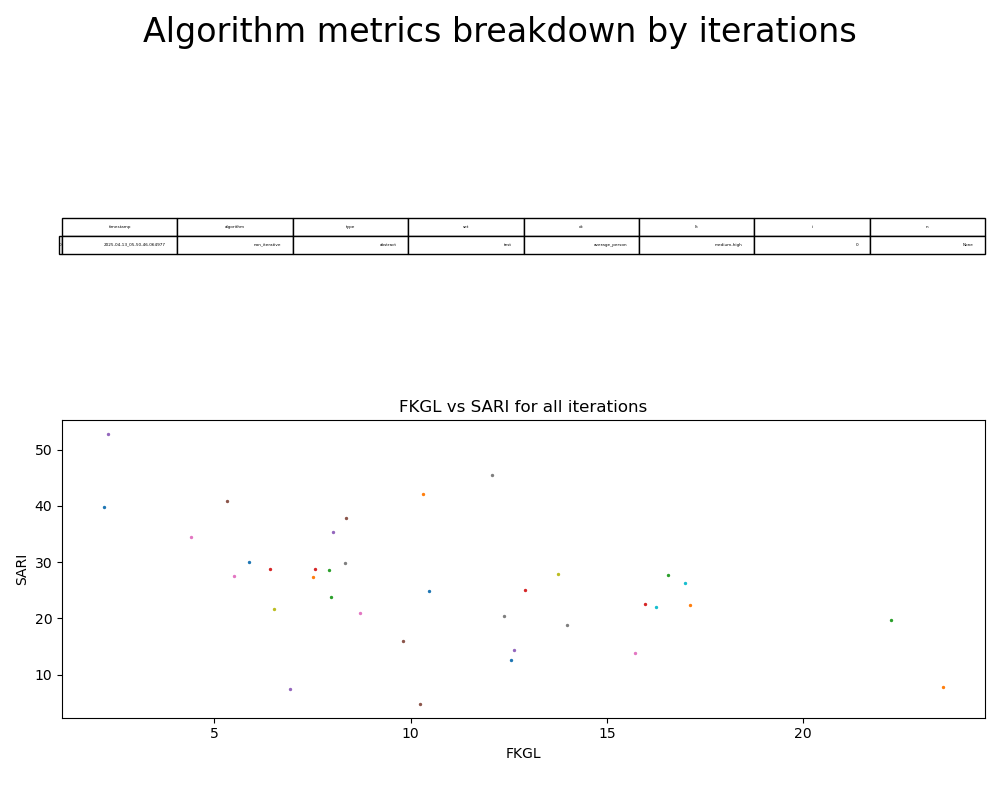 Algorithm metrics breakdown by iterations
timestamp algorithm type set nt fs i n
2025-04-13_05-50-46.064977 non_iterative abstract test average_person medium-high 0 None
FKGL vs SARI for all iterations
SARI
50
40
30
20
10
5 10 15 20
FKGL